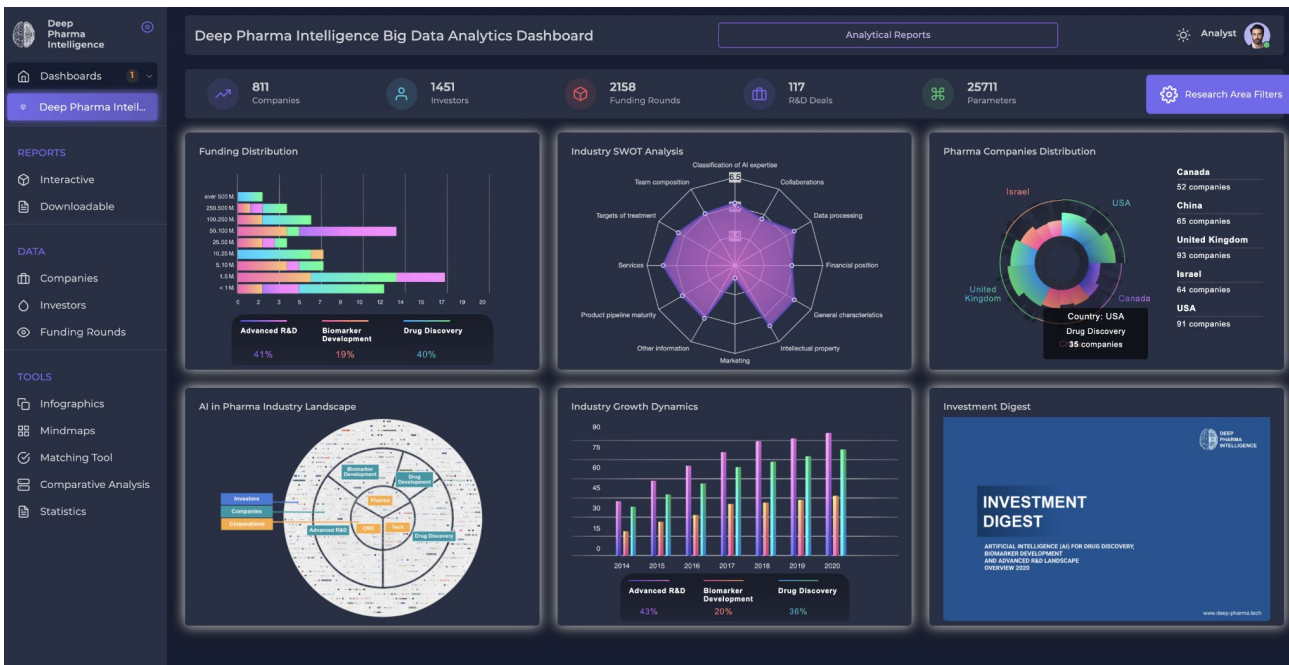 Deep
Pharma
Intelligence
Dashboards 1
Deep Pharma Intell...
REPORTS
Interactive
Downloadable
DATA
Companies
Investors
Funding Rounds
TOOLS
Infographics
Mindmaps
Matching Tool
Comparative Analysis
Statistics
Deep Pharma Intelligence Big Data Analytics Dashboard
Analytical Reports
Analyst
811
Companies
1451
Investors
2158
Funding Rounds
117
R&D Deals
25711
Parameters
Research Area Filters
Funding Distribution
over 500 M.
250.500 M.
100.250 M.
50.100 M.
25.50 M.
10.25 M.
5.10 M.
1.5 M.
< 1 M.
0 2 3 5 7 9 10 12 14 15 17 19 20
Advanced R&D
41%
Biomarker
Development
19%
Drug Discovery
40%
Industry SWOT Analysis
Classification of AI expertise
6.5
Team composition
Collaborations
Targets of treatment
Data processing
Services
Financial position
Product pipeline maturity
General characteristics
Other Information
Intellectual property
Marketing
Pharma Companies Distribution
Israel
USA
United
Kingdom
Canada
Country: USA
Drug Discovery
35 companies
Canada
52 companies
China
65 companies
United Kingdom
93 companies
Israel
64 companies
USA
91 companies
AI in Pharma Industry Landscape
Investors
Companies
Corporations
Biomarker
Development
Drug
Development
Pharma
Advanced R&D
CRO
Tech
Drug Discovery
Industry Growth Dynamics
90
75
60
45
30
15
0
2014 2015 2016 2017 2018 2019 2020
Advanced R&D
43%
Biomarker
Development
20%
Drug Discovery
36%
Investment Digest
DEEP
PHARMA
INTELLIGENCE
INVESTMENT
DIGEST
ARTIFICIAL INTELLIGENCE (AI) FOR DRUG DISCOVERY,
BIOMARKER DEVELOPMENT
AND ADVANCED R&D LANDSCAPE
OVERVIEW 2020
www.deep-pharma.tech